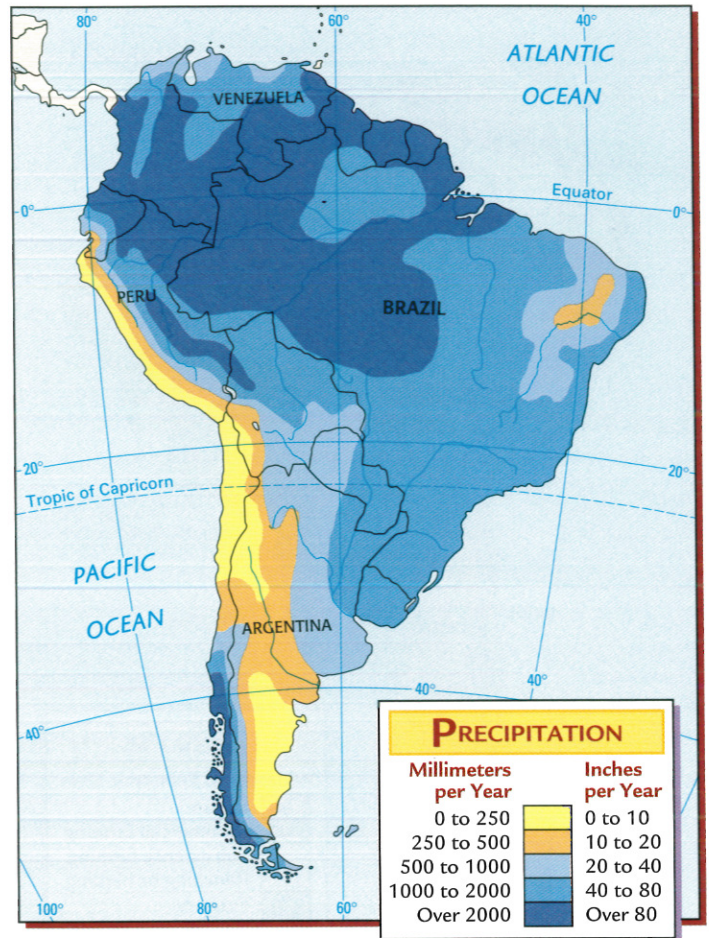 80°
60°
40°
ATLANTIC
OCEAN
VENEZUELA
Equator
0°
0°
PERU
BRAZIL
20°
20°
Tropic of Capricorn
PACIFIC
OCEAN
ARGENTINA
40°
40°
40°
100°
80°
60°
PRECIPITATION
Millimeters
per Year
Inches
per Year
0 to 250
0 to 10
250 to 500
10 to 20
500 to 1000
20 to 40
1000 to 2000
40 to 80
Over 2000
Over 80